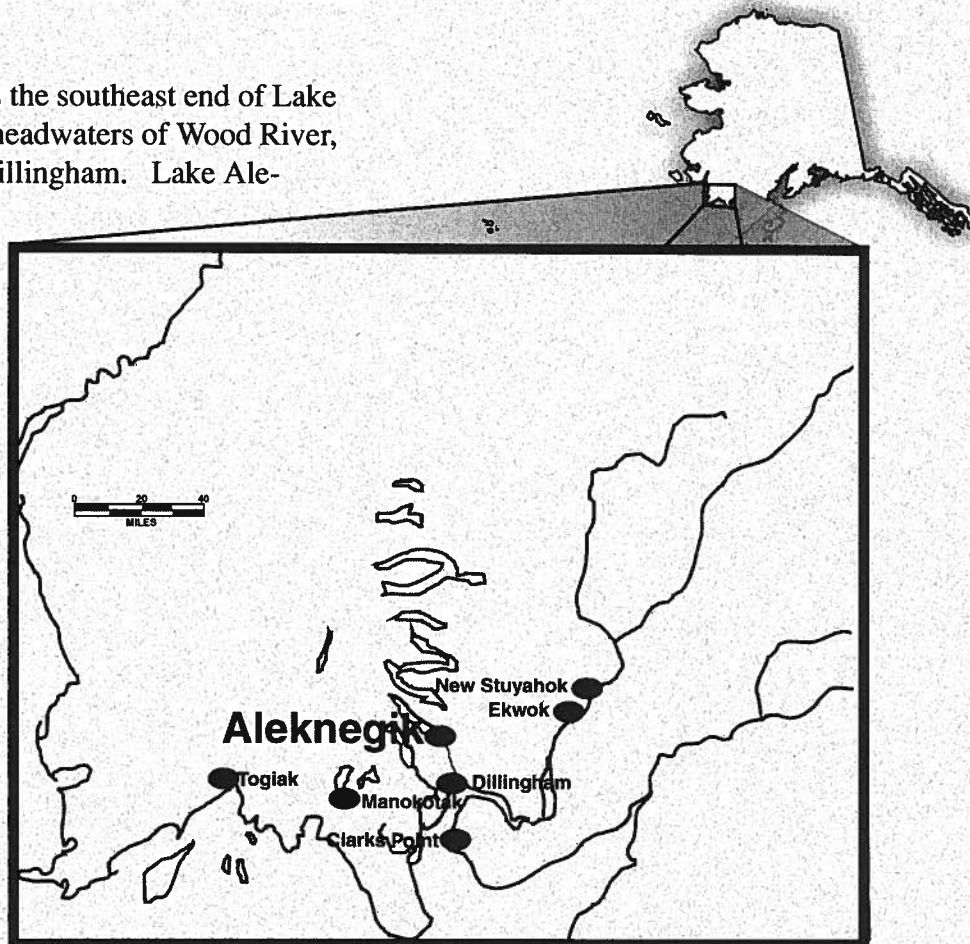 the southeast end of Lake
headwaters of Wood River,
illingham. Lake Ale-
0 20 40
MILES
New Stuyahok
Ekwok
Aleknegik
Togiak
Dillingham
Manokotak
Clarks Point